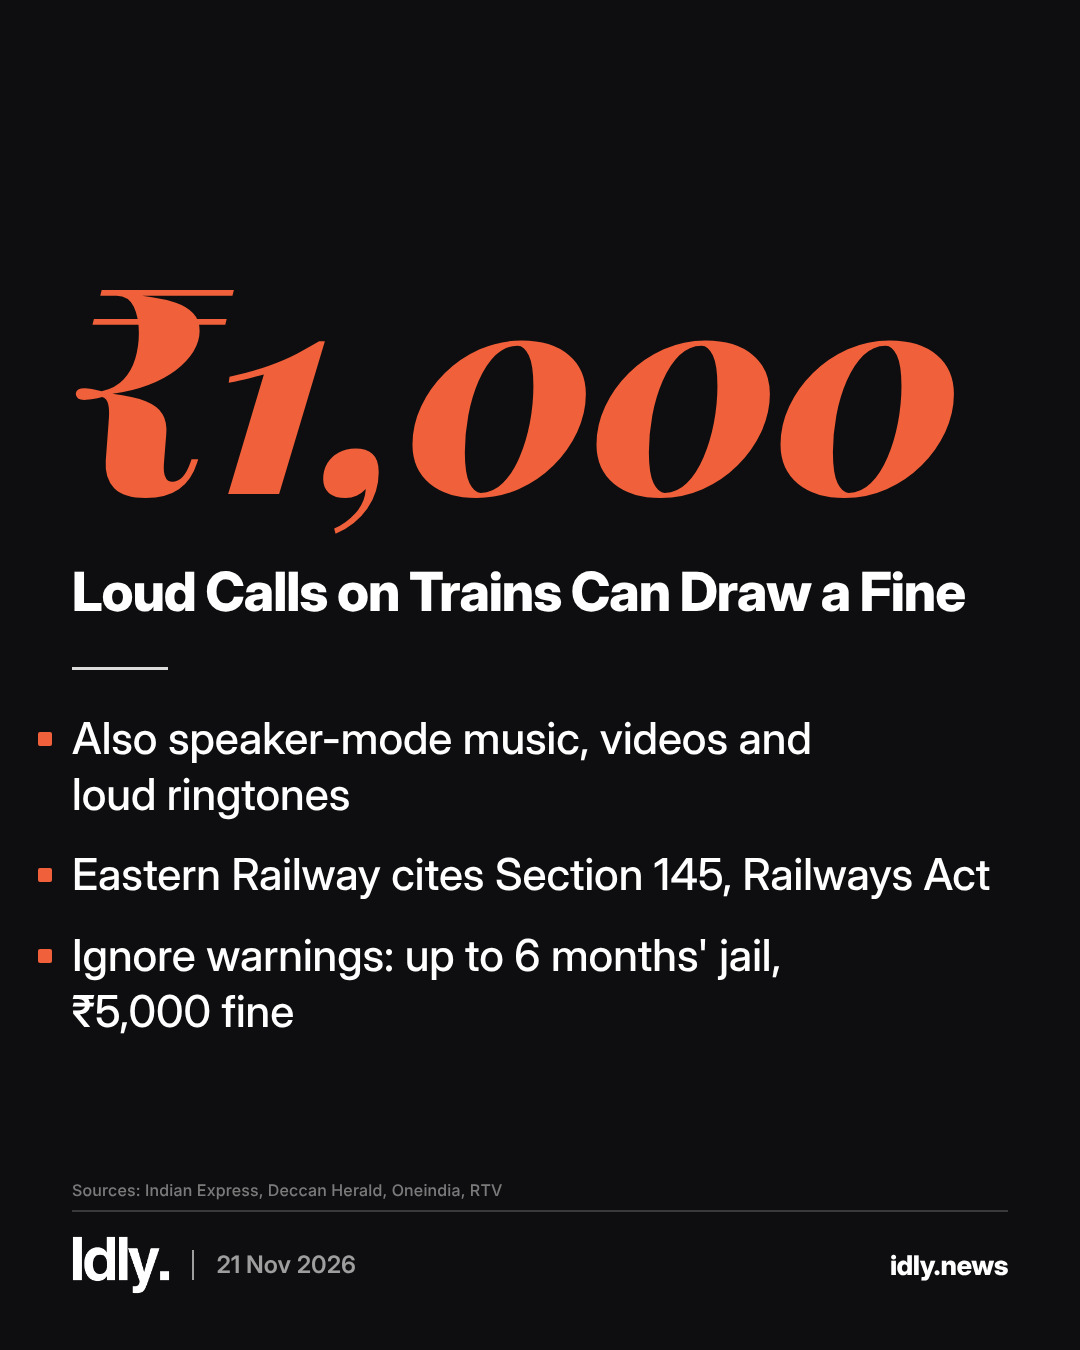 ₹1,000
Loud Calls on Trains Can Draw a Fine
Also speaker-mode music, videos and
loud ringtones
Eastern Railway cites Section 145, Railways Act
Ignore warnings: up to 6 months' jail,
₹5,000 fine
Sources: Indian Express, Deccan Herald, Oneindia, RTV
Idly. | 21 Nov 2026
idly.news